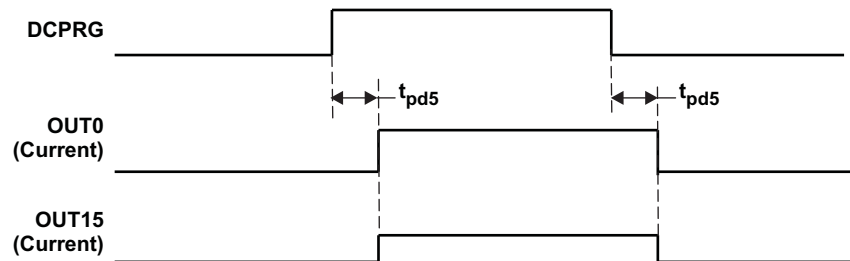 DCPRG
tpd5
tpd5
OUT0
(Current)
OUT15
(Current)